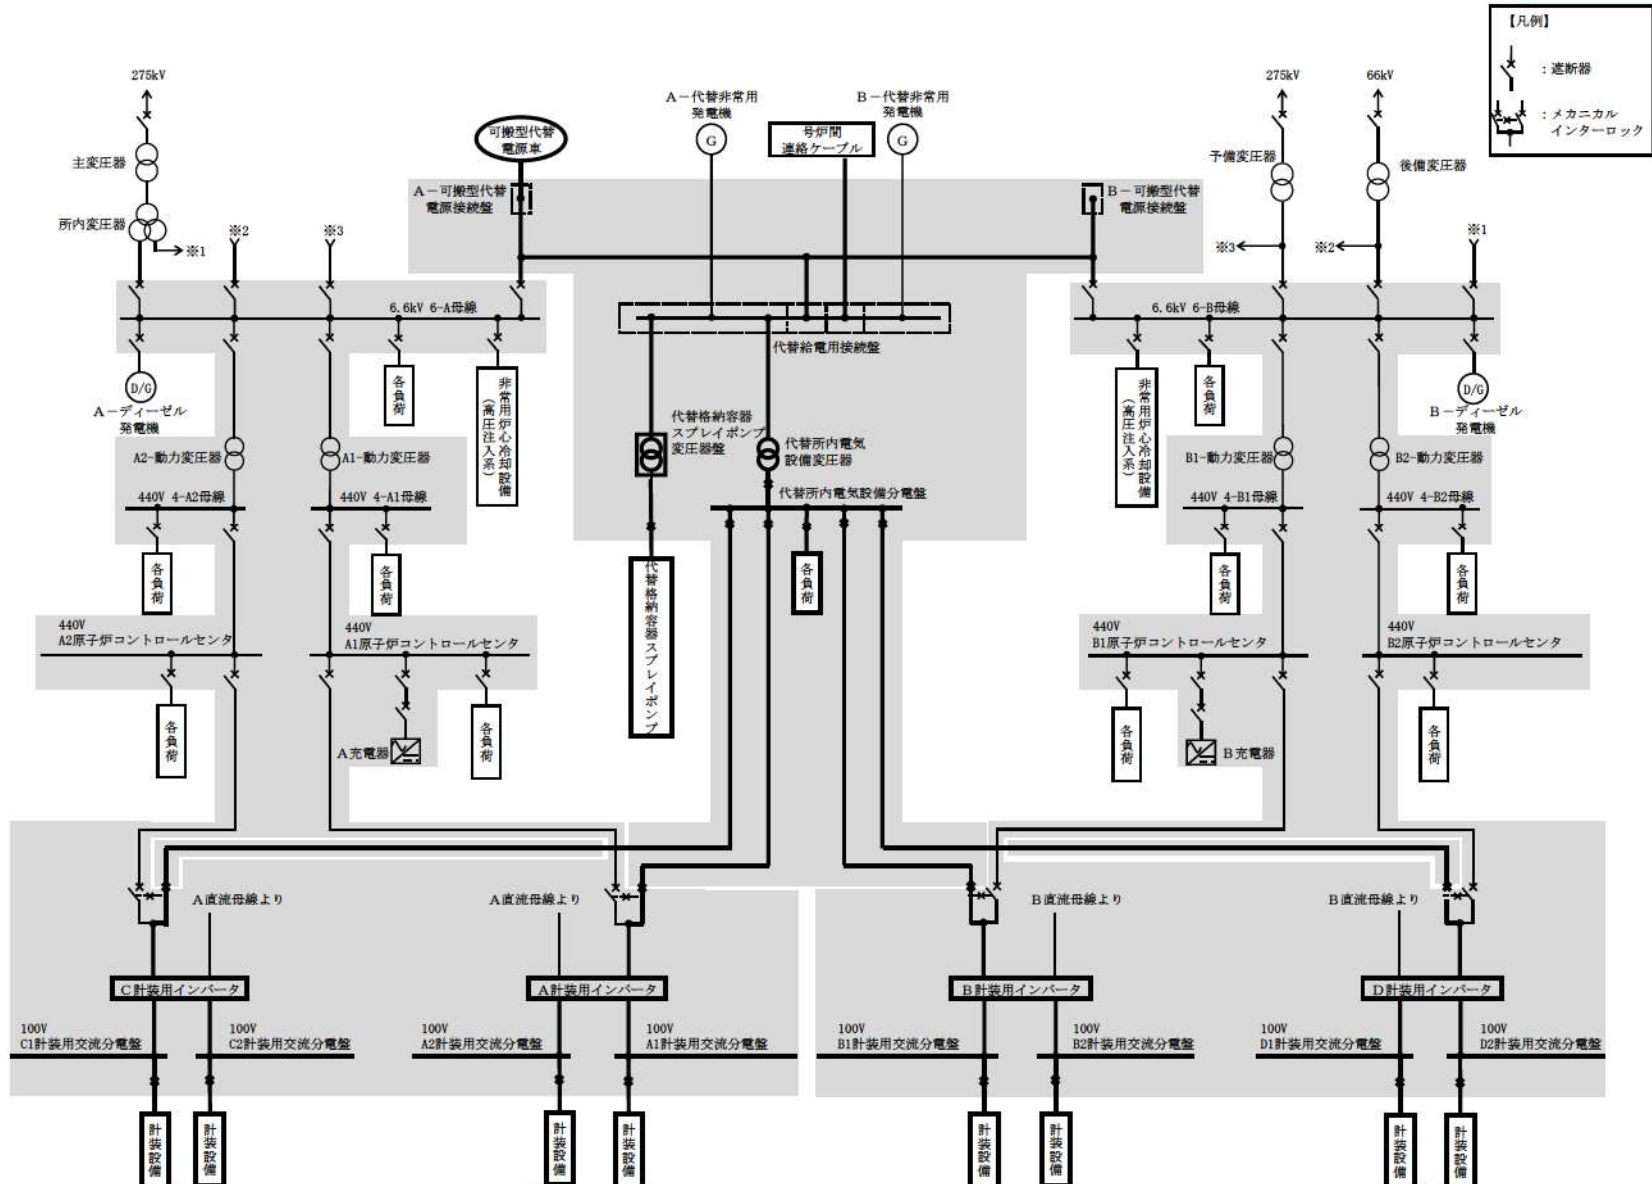 【凡例】
：遮断器
：メカニカル
インターロック
275kV
主変圧器
所内変圧器
※1
※2
※3
可搬型代替
電源車
A－代替非常用
発電機
G
号炉間
連絡ケーブル
B－代替非常用
発電機
G
275kV
66kV
予備変圧器
後備変圧器
※3
※2
※1
A－可搬型代替
電源接続盤
B－可搬型代替
電源接続盤
6.6kV 6-A母線
6.6kV 6-B母線
代替給電用接続盤
D/G
A－ディーゼル
発電機
各負荷
非常用炉心冷却設備
（高圧注入系）
代替格納容器
スプレイポンプ
変圧器盤
代替所内電気
設備変圧器
非常用炉心冷却設備
（高圧注入系）
各負荷
D/G
B－ディーゼル
発電機
A2-動力変圧器
A1-動力変圧器
B1-動力変圧器
B2-動力変圧器
440V 4-A2母線
440V 4-A1母線
代替所内電気設備分電盤
440V 4-B1母線
440V 4-B2母線
各負荷
各負荷
代替格納容器スプレイポンプ
各負荷
各負荷
各負荷
440V
A2原子炉コントロールセンタ
440V
A1原子炉コントロールセンタ
440V
B1原子炉コントロールセンタ
440V
B2原子炉コントロールセンタ
各負荷
A充電器
各負荷
各負荷
B充電器
各負荷
A直流母線より
A直流母線より
B直流母線より
B直流母線より
C計装用インバータ
A計装用インバータ
B計装用インバータ
D計装用インバータ
100V
C1計装用交流分電盤
100V
C2計装用交流分電盤
100V
A2計装用交流分電盤
100V
A1計装用交流分電盤
100V
B1計装用交流分電盤
100V
B2計装用交流分電盤
100V
D1計装用交流分電盤
100V
D2計装用交流分電盤
計装設備
計装設備
計装設備
計装設備
計装設備
計装設備
計装設備
計装設備